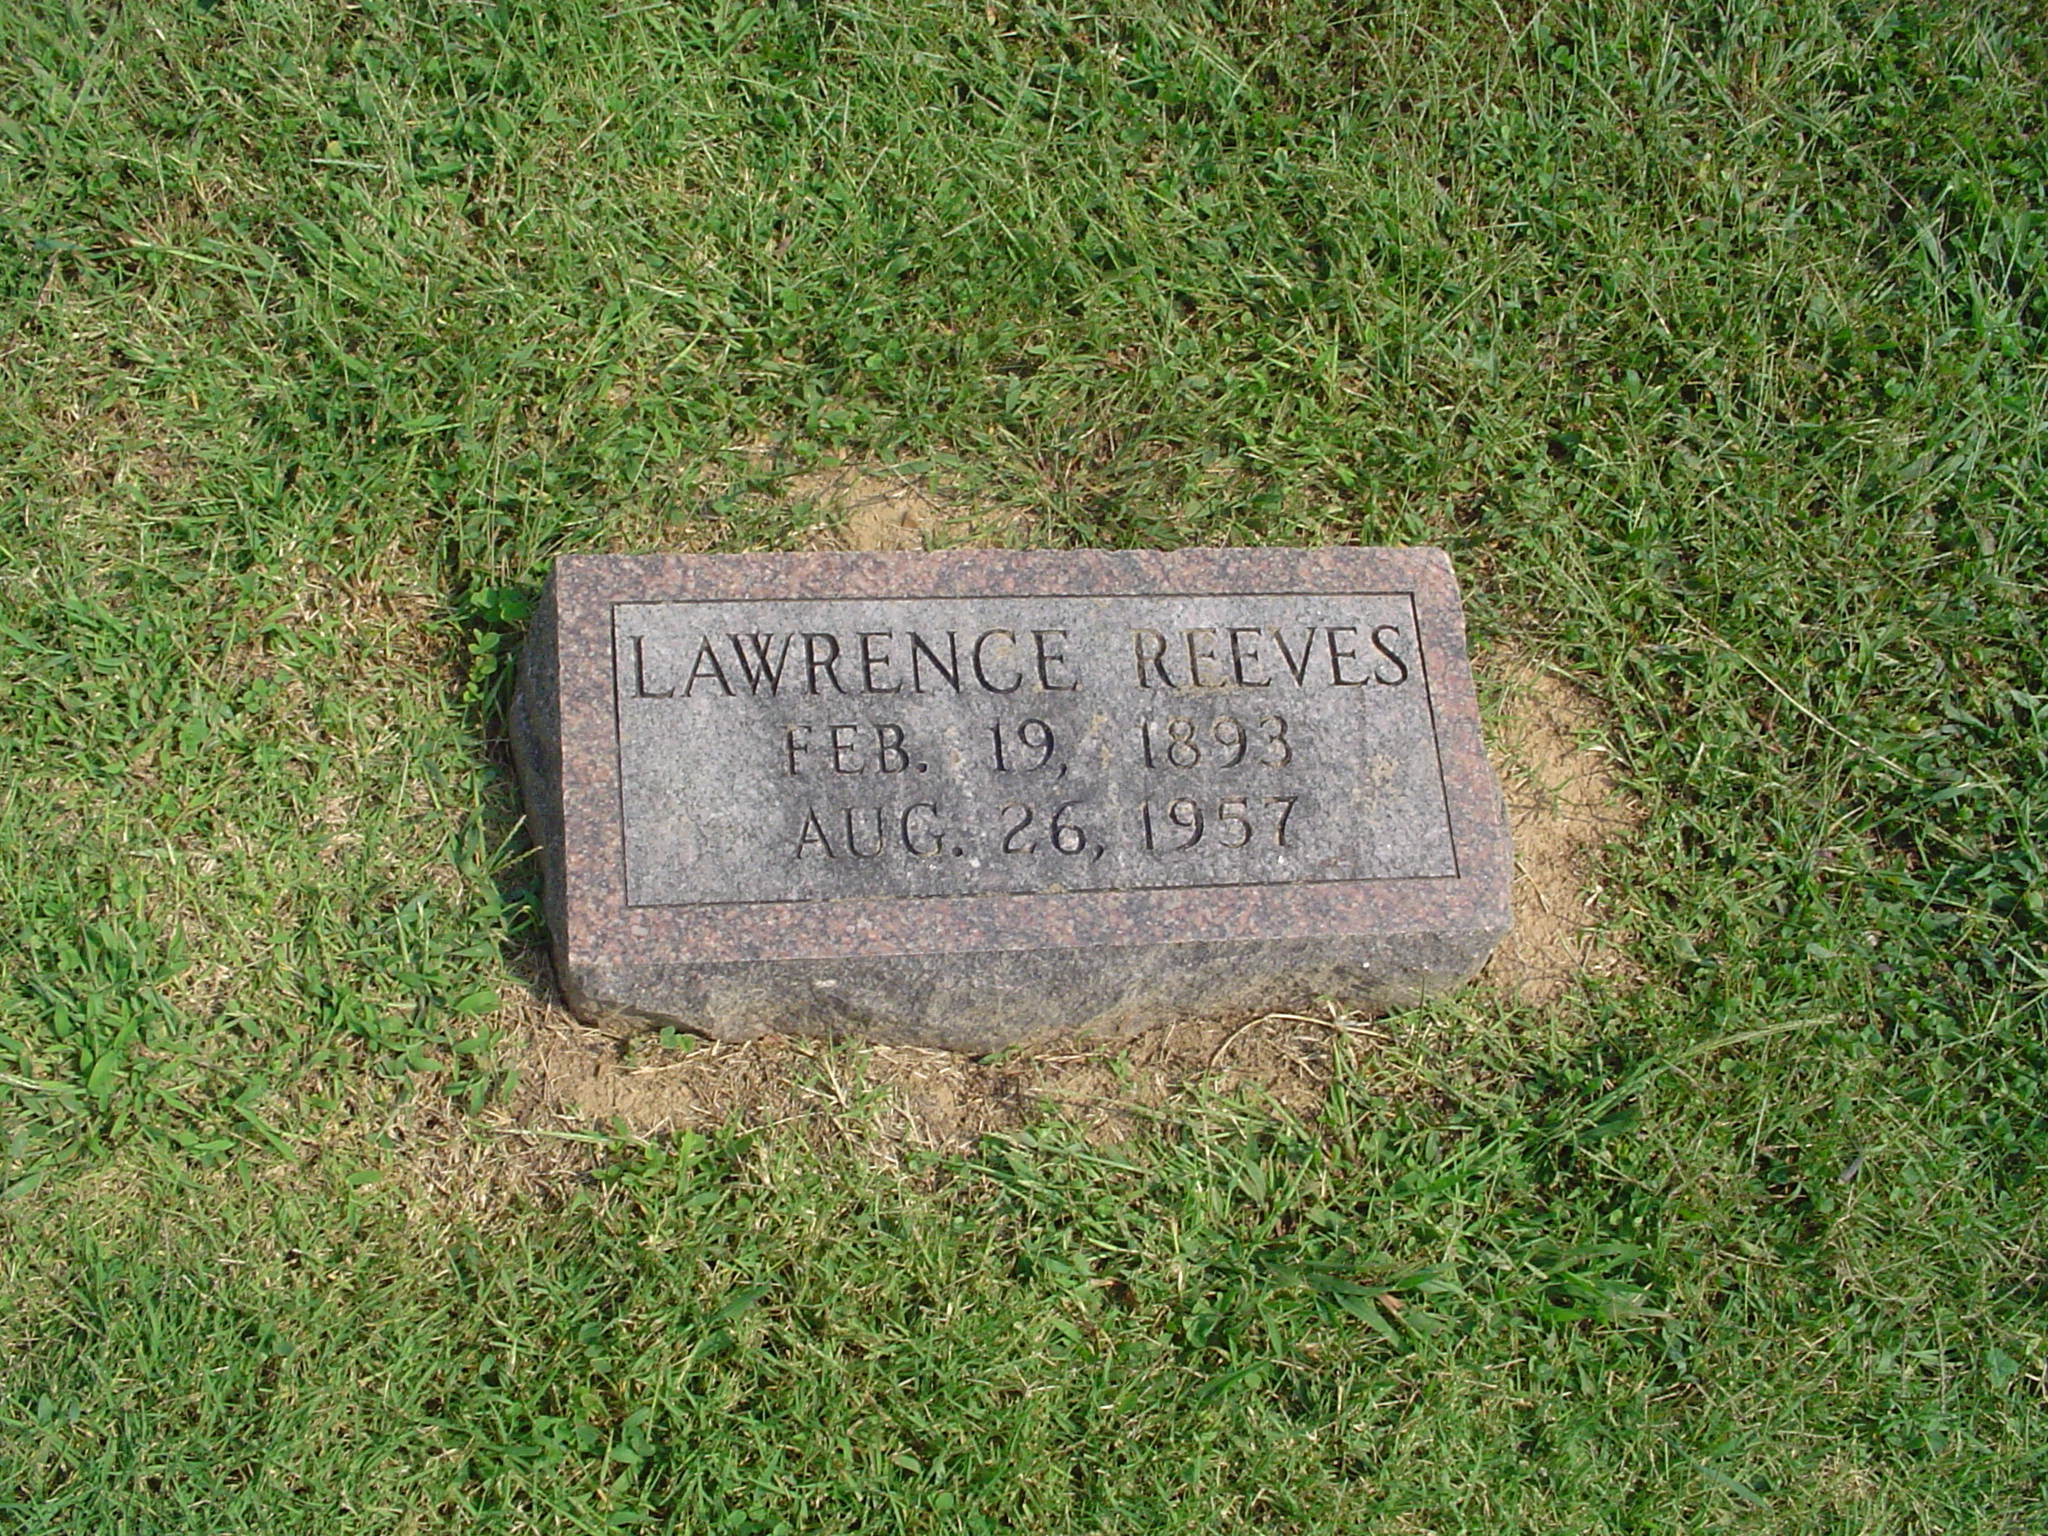 LAWRENCE REEVES
FEB. 19, 1893
AUG. 26, 1957